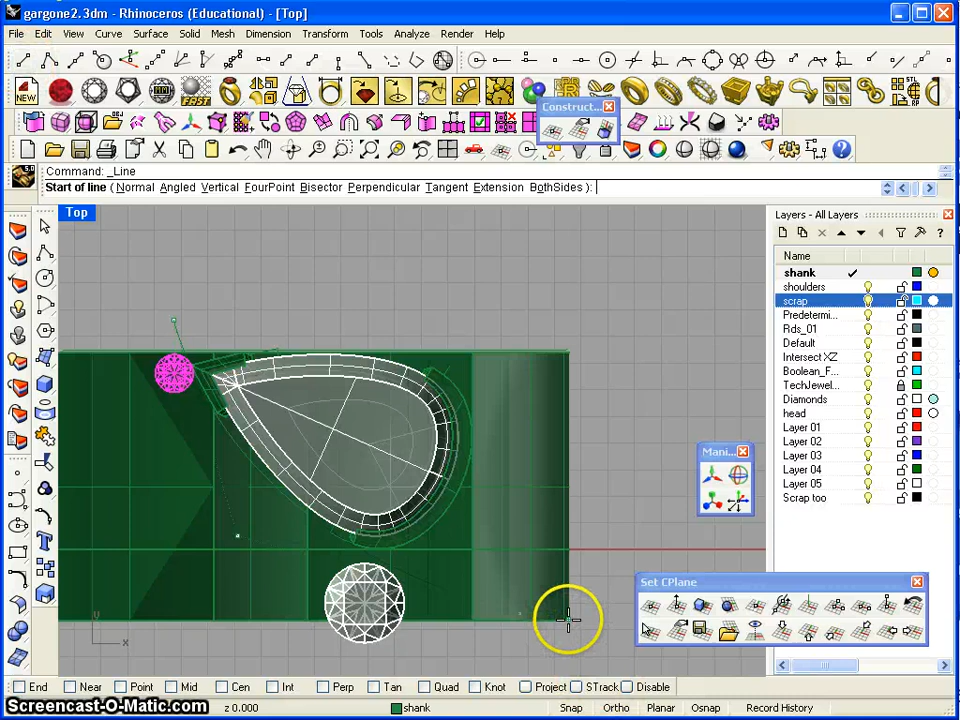 gargone2.3dm - Rhinoceros (Educational) - [Top]
File Edit View Curve Surface Solid Mesh Dimension Transform Tools Analyze Render Help
NEW
FAST
Construct...
Command: _Line
Start of line ( Normal Angled Vertical FourPoint Bisector Perpendicular Tangent Extension BothSides ):
Top
Layers - All Layers
Name
shank
shoulders
scrap
Predetermi...
Rds_01
Default
Intersect XZ
Boolean_F...
TechJewel...
Diamonds
head
Layer 01
Layer 02
Layer 03
Layer 04
Layer 05
Scrap too
Mani...
Set CPlane
y
x
End Near Point Mid Cen Int Perp Tan Quad Knot Project STrack Disable
Screencast-O-Matic.com
z 0.000 shank Snap Ortho Planar Osnap Record History